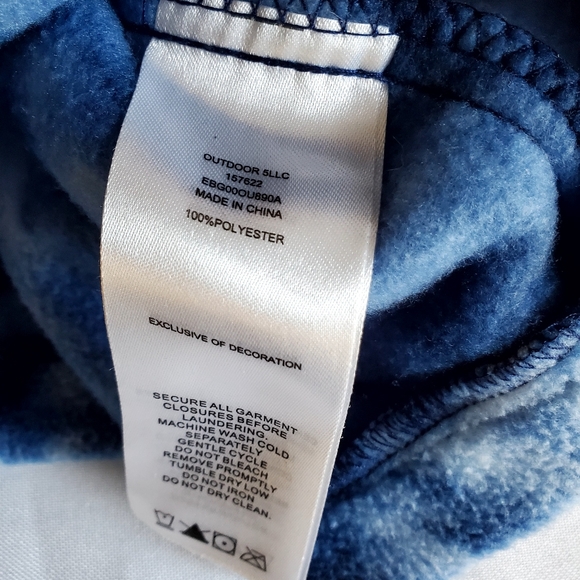 OUTDOOR 5LLC
157622
EBG00OU890A
MADE IN CHINA
100%POLYESTER
EXCLUSIVE OF DECORATION
SECURE ALL GARMENT
CLOSURES BEFORE
LAUNDERING.
MACHINE WASH COLD
SEPARATELY
GENTLE CYCLE
DO NOT BLEACH
REMOVE PROMPTLY
TUMBLE DRY LOW
DO NOT IRON
DO NOT DRY CLEAN.